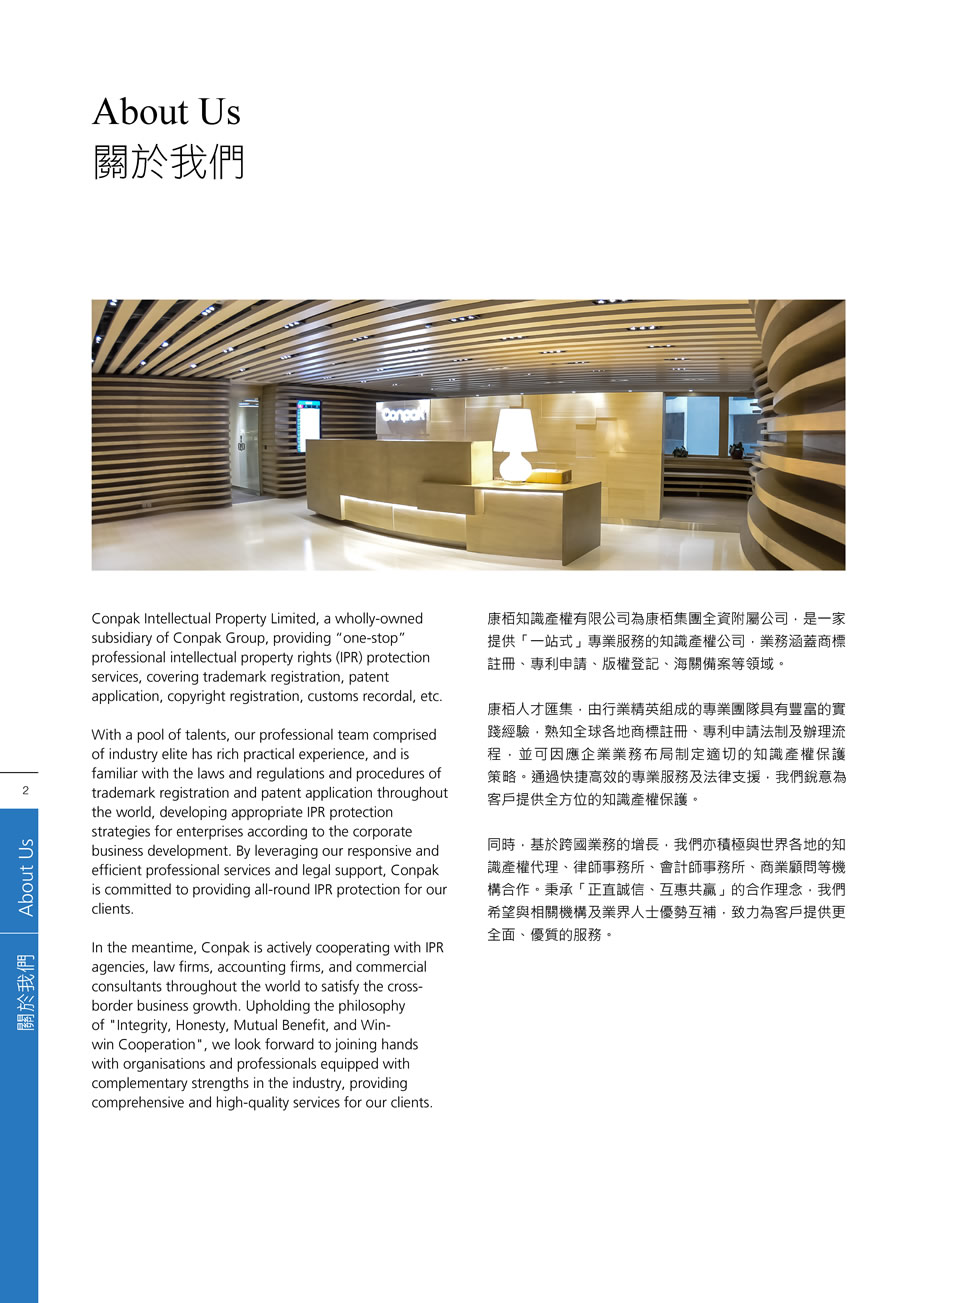 About Us
關於我們
Conpak
Conpak Intellectual Property Limited, a wholly-owned
subsidiary of Conpak Group, providing “one-stop”
professional intellectual property rights (IPR) protection
services, covering trademark registration, patent
application, copyright registration, customs recordal, etc.
With a pool of talents, our professional team comprised
of industry elite has rich practical experience, and is
familiar with the laws and regulations and procedures of
trademark registration and patent application throughout
the world, developing appropriate IPR protection
strategies for enterprises according to the corporate
business development. By leveraging our responsive and
efficient professional services and legal support, Conpak
is committed to providing all-round IPR protection for our
clients.
In the meantime, Conpak is actively cooperating with IPR
agencies, law firms, accounting firms, and commercial
consultants throughout the world to satisfy the cross-
border business growth. Upholding the philosophy
of "Integrity, Honesty, Mutual Benefit, and Win-
win Cooperation", we look forward to joining hands
with organisations and professionals equipped with
complementary strengths in the industry, providing
comprehensive and high-quality services for our clients.
康栢知識產權有限公司為康栢集團全資附屬公司，是一家
提供「一站式」專業服務的知識產權公司，業務涵蓋商標
註冊、專利申請、版權登記、海關備案等領域。
康栢人才匯集，由行業精英組成的專業團隊具有豐富的實
踐經驗，熟知全球各地商標註冊、專利申請法制及辦理流
程，並可因應企業業務布局制定適切的知識產權保護
策略。通過快捷高效的專業服務及法律支援，我們銳意為
客戶提供全方位的知識產權保護。
同時，基於跨國業務的增長，我們亦積極與世界各地的知
識產權代理、律師事務所、會計師事務所、商業顧問等機
構合作。秉承「正直誠信、互惠共贏」的合作理念，我們
希望與相關機構及業界人士優勢互補，致力為客戶提供更
全面、優質的服務。
2
About Us
關於我們